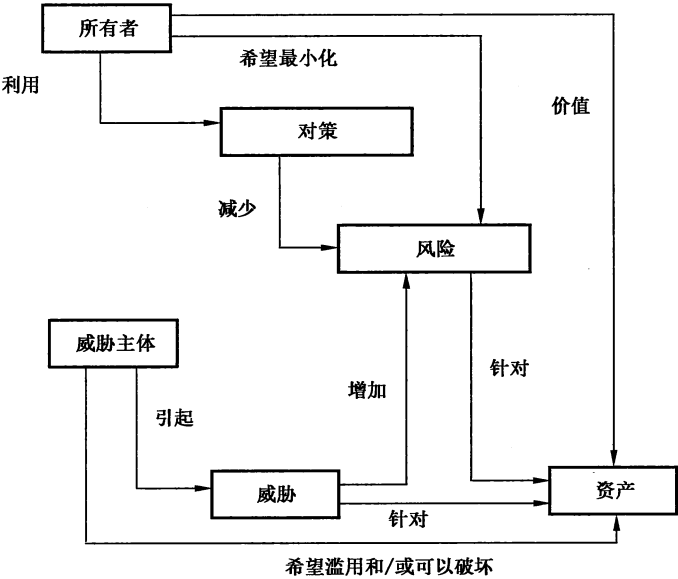 所有者
希望最小化
利用
价值
对策
减少
风险
威胁主体
针对
增加
引起
威胁
资产
针对
希望滥用和/或可以破坏